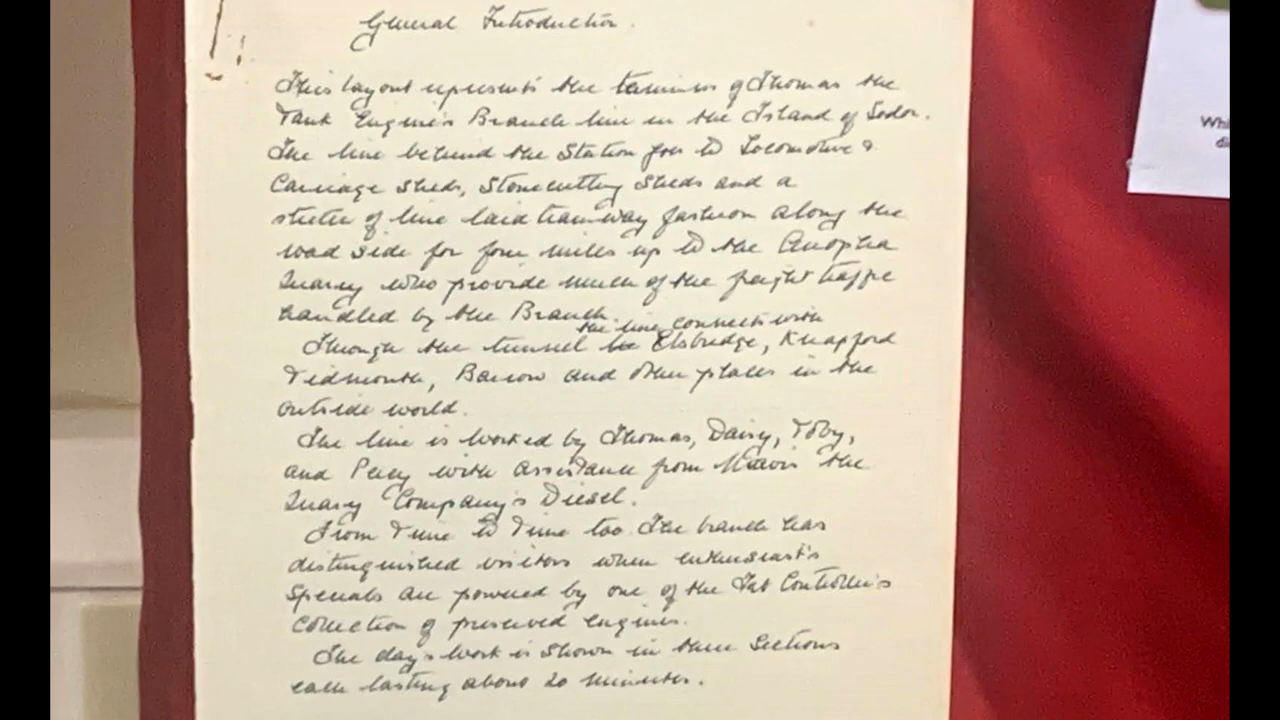 General Introduction.
This layout represents the terminus of Thomas the
Tank Engine's Branch line in the Island of Sodor.
The line behind the Station goes to Locomotive &
Carriage sheds, Stonecutting Sheds and a
stretch of line laid tramway fashion along the
road side for four miles up to the Anopha
Quarry who provide much of the freight traffic
handled by the Branch.
the line connects with
Through the tunnel Elsbridge, Knapford
Tidmouth, Barrow and other places in the
outside world.
The line is worked by Thomas, Daisy, Toby,
and Percy with assistance from Mavis the
Quarry Company's Diesel.
From Time to Time too The branch has
distinguished visitors when enthusiast's
Specials are powered by one of the Fat Controller's
collection of preserved engines.
The day's work is shown in three Sections
each lasting about 20 minutes.
Wh
di